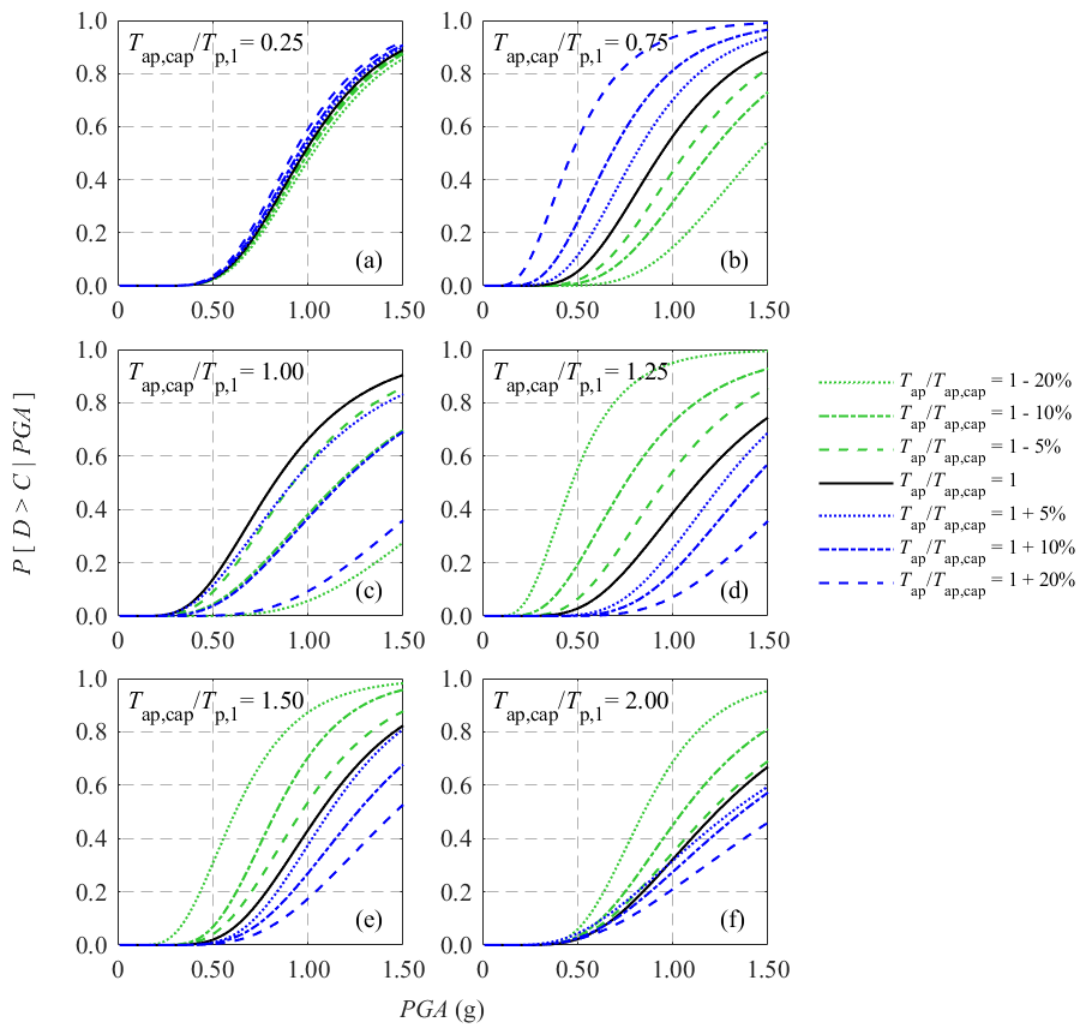 1.0
T_ap,cap/T_p,1 = 0.25
0.8
0.6
0.4
0.2
(a)
0.0
0 0.50 1.00 1.50
1.0
T_ap,cap/T_p,1 = 0.75
0.8
0.6
0.4
0.2
(b)
0.0
0 0.50 1.00 1.50
1.0
T_ap,cap/T_p,1 = 1.00
0.8
0.6
0.4
0.2
(c)
0.0
0 0.50 1.00 1.50
1.0
T_ap,cap/T_p,1 = 1.25
0.8
0.6
0.4
0.2
(d)
0.0
0 0.50 1.00 1.50
1.0
T_ap,cap/T_p,1 = 1.50
0.8
0.6
0.4
0.2
(e)
0.0
0 0.50 1.00 1.50
1.0
T_ap,cap/T_p,1 = 2.00
0.8
0.6
0.4
0.2
(f)
0.0
0 0.50 1.00 1.50
P [ D > C | PGA ]
PGA (g)
T_ap/T_ap,cap = 1 - 20%
T_ap/T_ap,cap = 1 - 10%
T_ap/T_ap,cap = 1 - 5%
T_ap/T_ap,cap = 1
T_ap/T_ap,cap = 1 + 5%
T_ap/T_ap,cap = 1 + 10%
T_ap/T_ap,cap = 1 + 20%